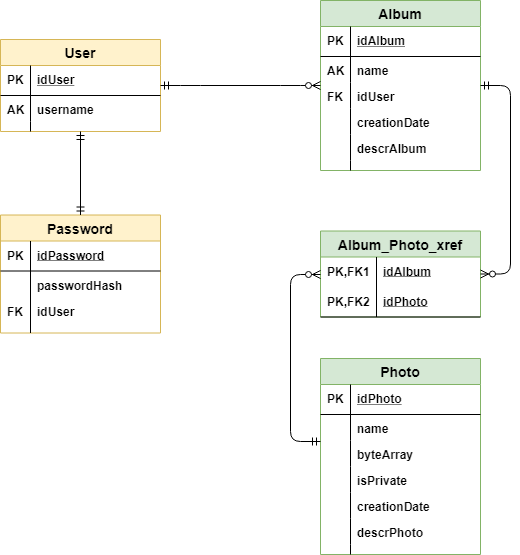 User
PK idUser
AK username
Password
PK idPassword
passwordHash
FK idUser
Album
PK idAlbum
AK name
FK idUser
creationDate
descrAlbum
Album_Photo_xref
PK,FK1 idAlbum
PK,FK2 idPhoto
Photo
PK idPhoto
name
byteArray
isPrivate
creationDate
descrPhoto